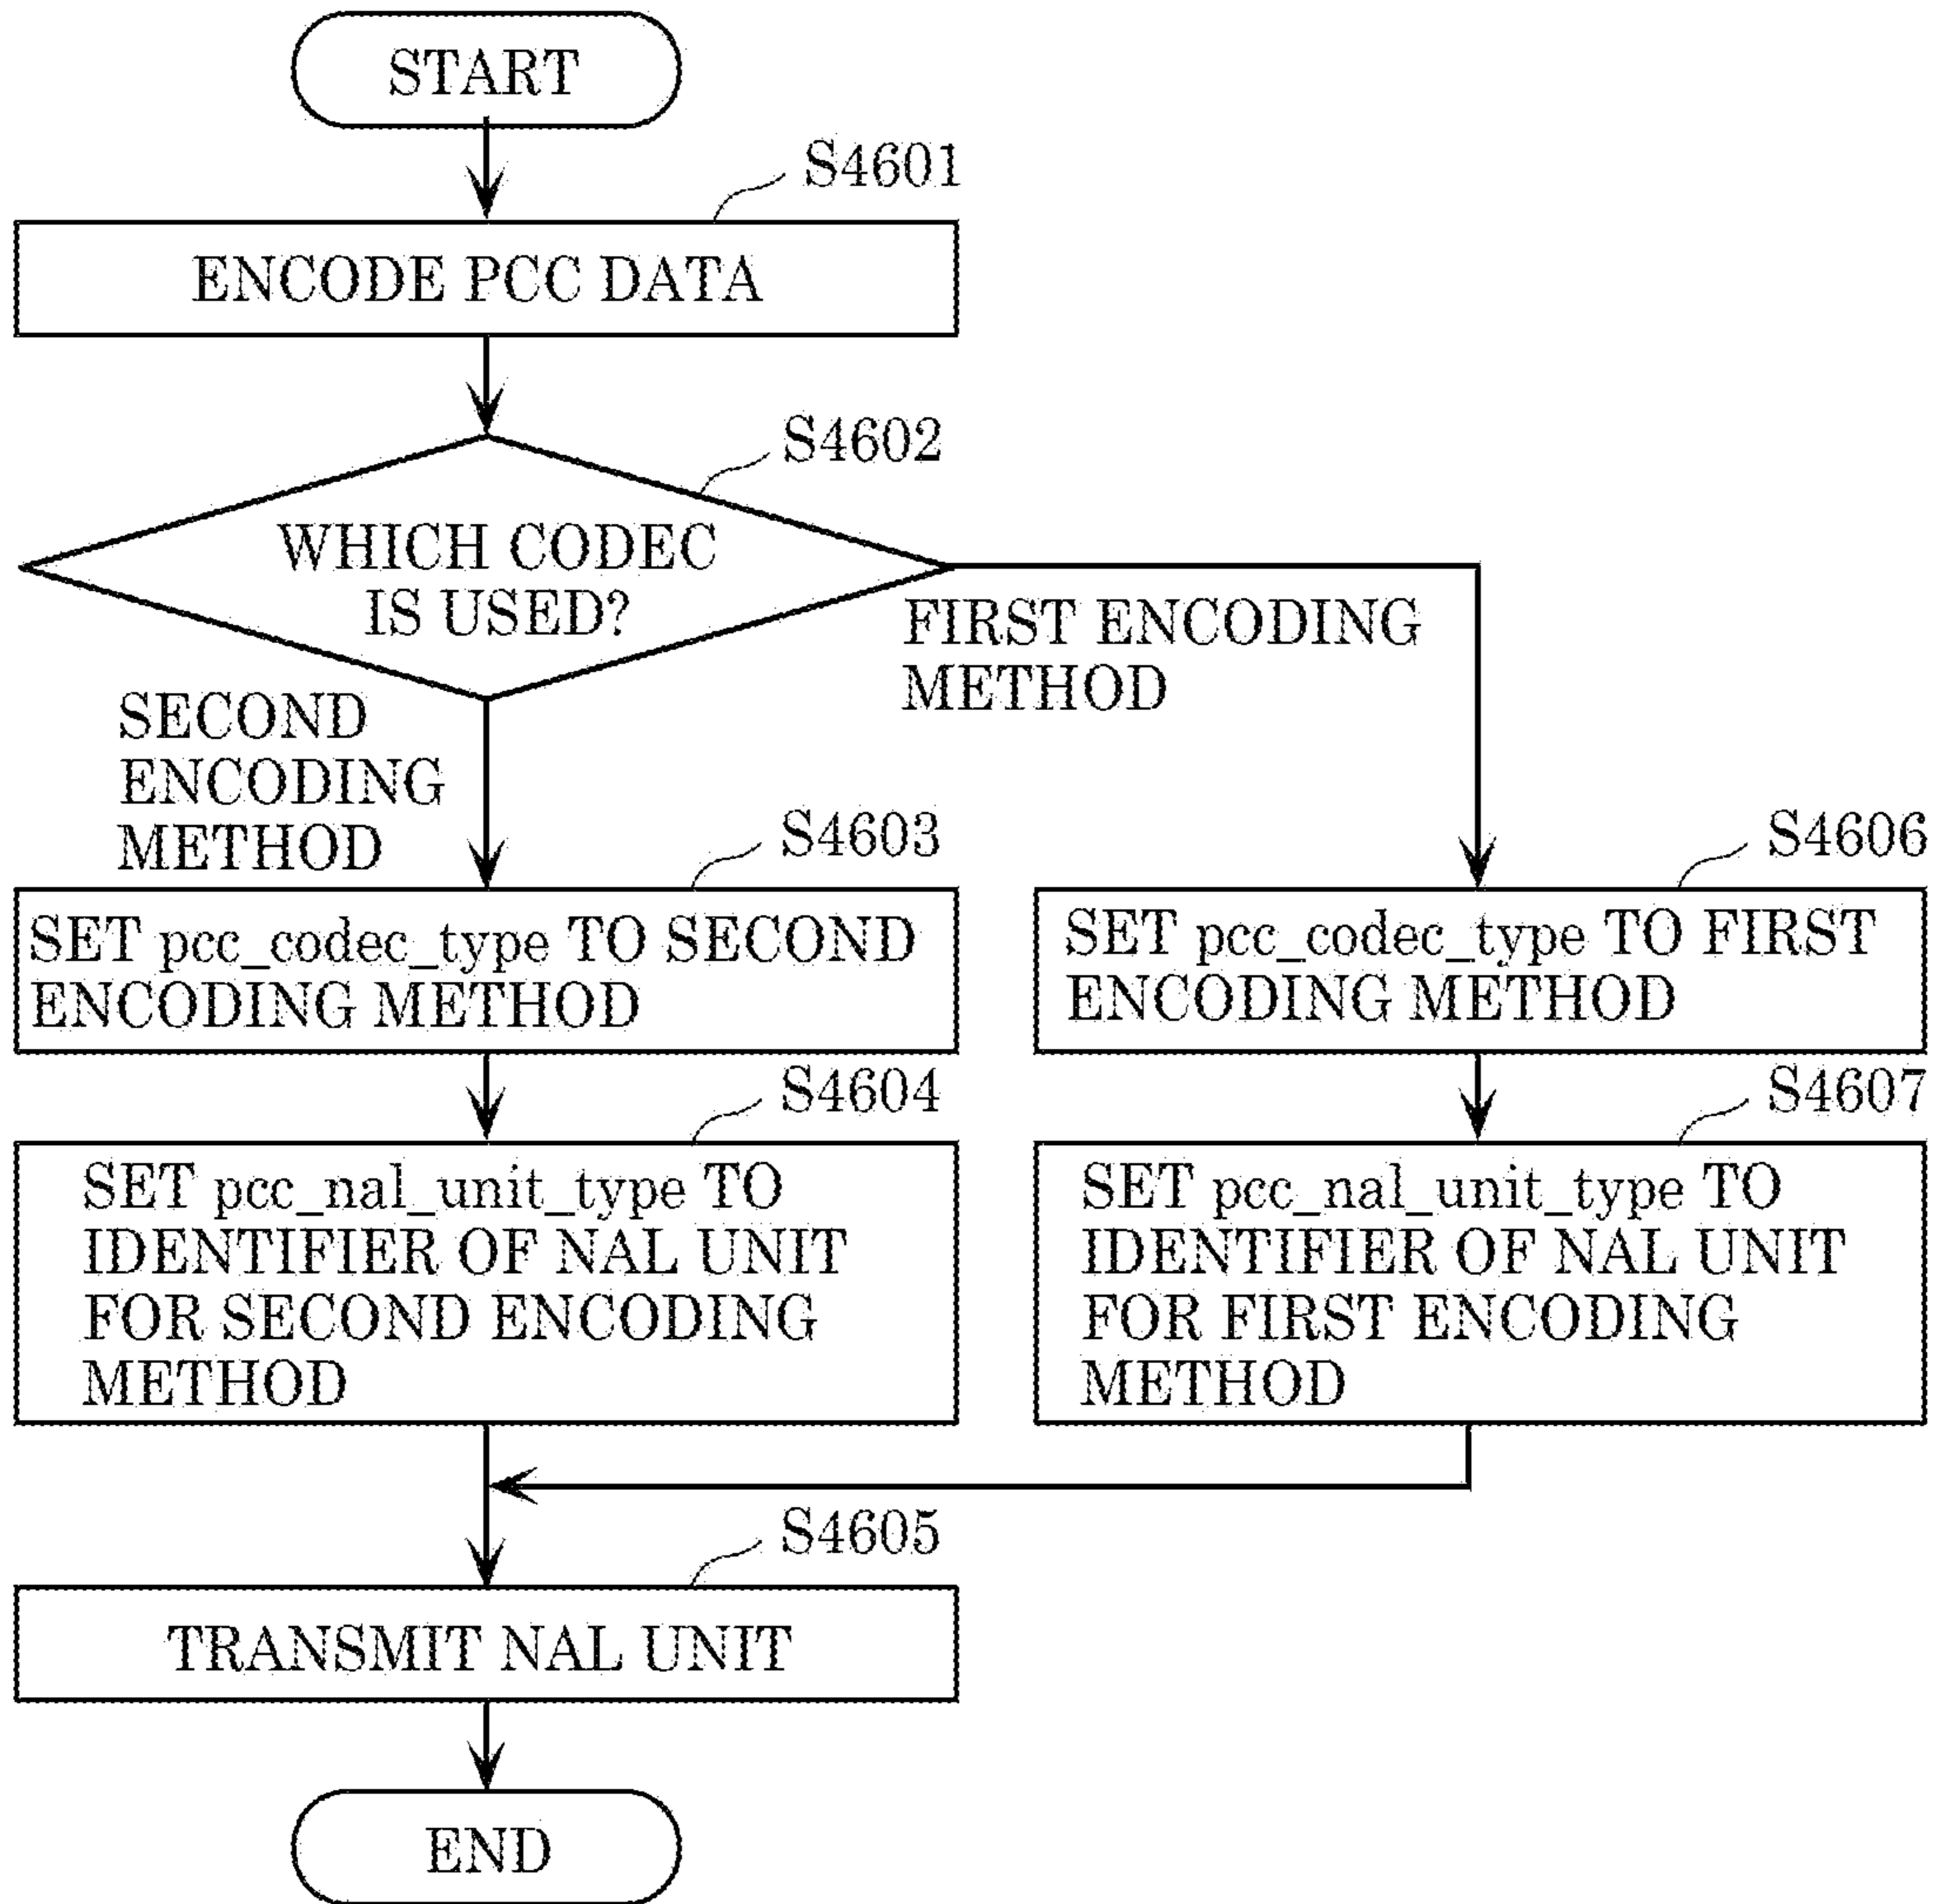 START
S4601
ENCODE PCC DATA
S4602
WHICH CODEC
IS USED?
FIRST ENCODING
METHOD
SECOND
ENCODING
METHOD
S4603
SET pcc_codec_type TO SECOND
ENCODING METHOD
S4606
SET pcc_codec_type TO FIRST
ENCODING METHOD
S4604
SET pcc_nal_unit_type TO
IDENTIFIER OF NAL UNIT
FOR SECOND ENCODING
METHOD
S4607
SET pcc_nal_unit_type TO
IDENTIFIER OF NAL UNIT
FOR FIRST ENCODING
METHOD
S4605
TRANSMIT NAL UNIT
END